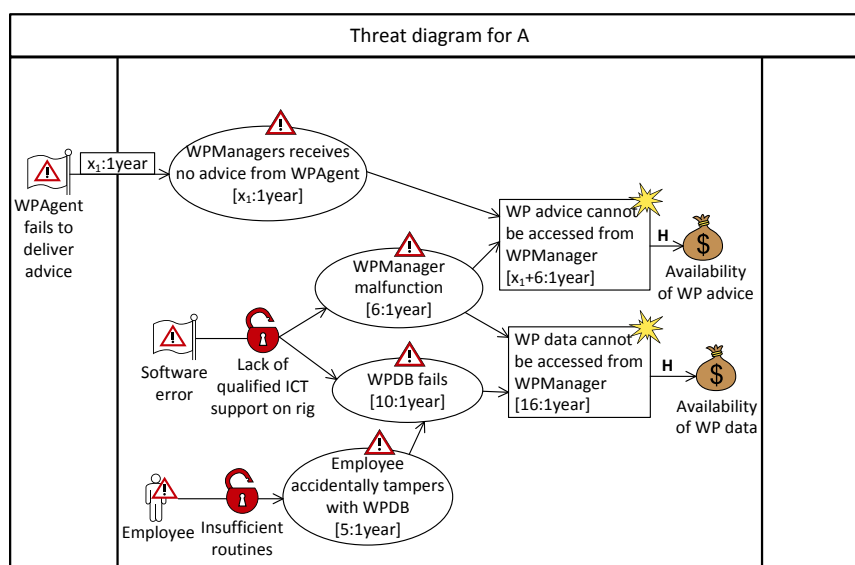 Threat diagram for A
x₁:1year
WPManagers receives
no advice from WPAgent
[x₁:1year]
WPAgent
fails to
deliver
advice
WP advice cannot
be accessed from
WPManager
[x₁+6:1year]
H
$
Availability
of WP advice
WPManager
malfunction
[6:1year]
Software
error
Lack of
qualified ICT
support on rig
WPDB fails
[10:1year]
WP data cannot
be accessed from
WPManager
[16:1year]
H
$
Availability
of WP data
Employee
accidentally tampers
with WPDB
[5:1year]
Employee
Insufficient
routines